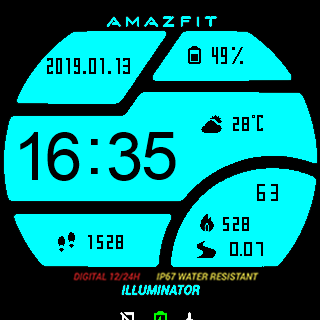 AMAZFIT
2019.01.13
49%
28°C
16:35
63
528
1528
0.07
DIGITAL 12/24H IP67 WATER RESISTANT
ILLUMINATOR